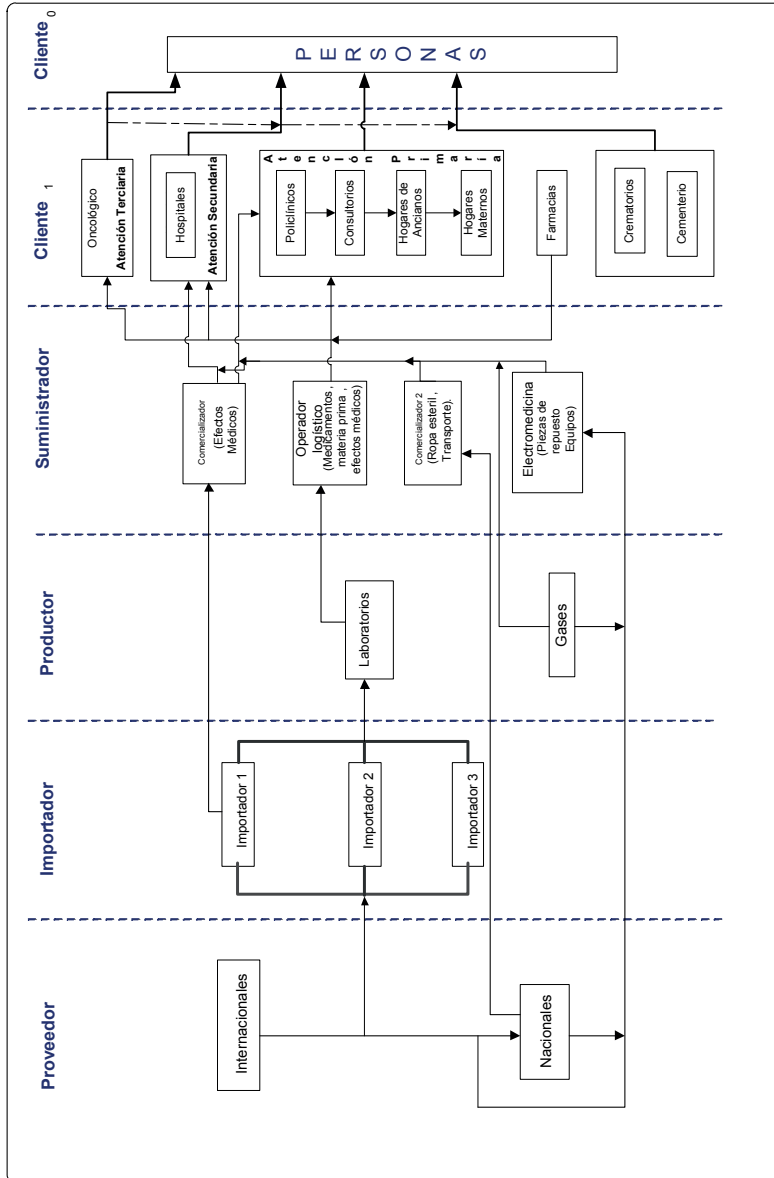 Proveedor
Importador
Productor
Suministrador
Cliente 1
Cliente 0
Internacionales
Nacionales
Importador 1
Importador 2
Importador 3
Laboratorios
Gases
Comercializador
(Efectos
Médicos)
Operador
logístico
(Medicamentos,
materia prima,
efectos médicos)
Comercializador 2
(Ropa esteril,
Transporte).
Electromedicina
(Piezas de
repuesto
Equipos)
Oncológico
Atención Terciaria
Hospitales
Atención Secundaria
Atención Primaria
Policlínicos
Consultorios
Hogares de
Ancianos
Hogares
Maternos
Farmacias
Crematorios
Cementerio
PERSONAS